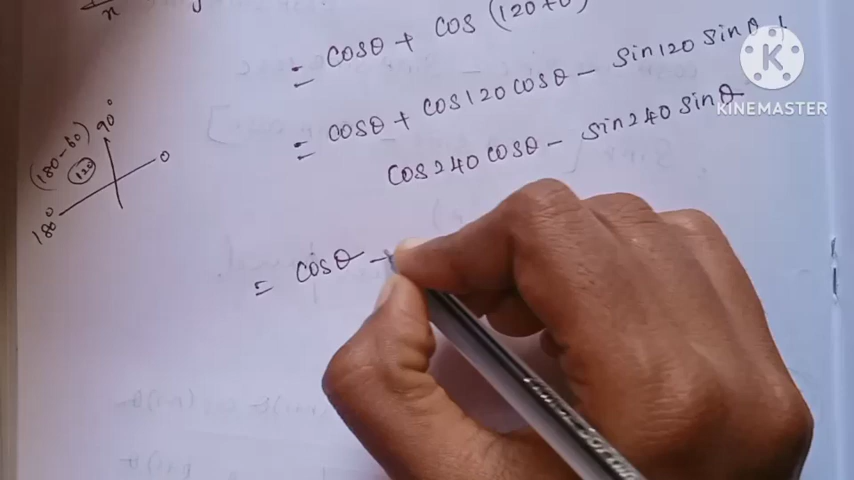 = cosθ + cos (120+θ)
= cosθ + cos120 cosθ - sin120 sinθ +
cos240 cosθ - sin240 sinθ
= cosθ -
(180-60) 90°
120
0
180°
K
KINEMASTER